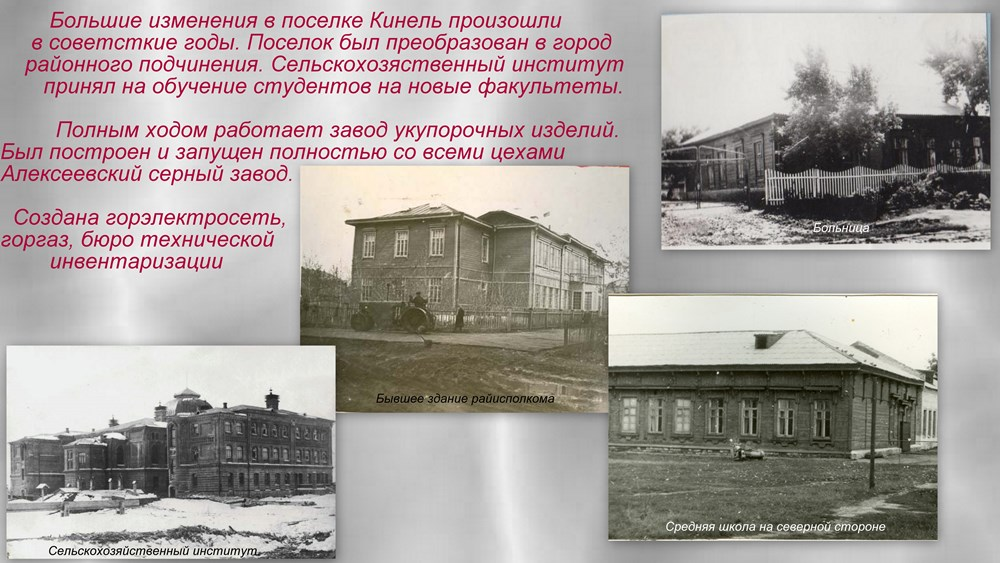 Большие изменения в поселке Кинель произошли
в советсткие годы. Поселок был преобразован в город
районного подчинения. Сельскохозяственный институт
принял на обучение студентов на новые факультеты.
Полным ходом работает завод укупорочных изделий.
Был построен и запущен полностью со всеми цехами
Алексеевский серный завод.
Создана горэлектросеть,
горгаз, бюро технической
инвентаризации
Больница
Бывшее здание райисполкома
Средняя школа на северной стороне
Сельскохозяйственный институт